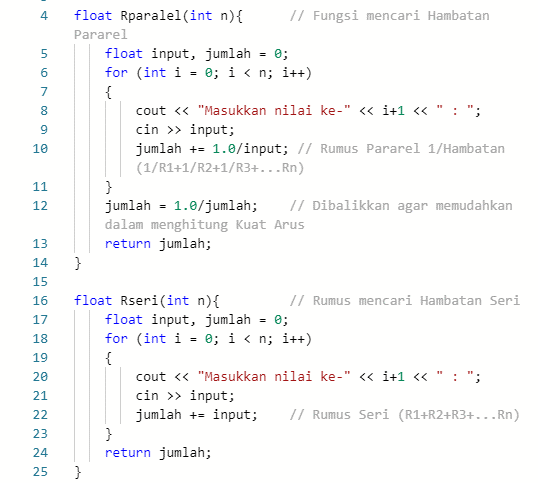 4 float Rparalel(int n){ // Fungsi mencari Hambatan
Pararel
5 float input, jumlah = 0;
6 for (int i = 0; i < n; i++)
7 {
8 cout << "Masukkan nilai ke-" << i+1 << " : ";
9 cin >> input;
10 jumlah += 1.0/input; // Rumus Pararel 1/Hambatan
(1/R1+1/R2+1/R3+...Rn)
11 }
12 jumlah = 1.0/jumlah; // Dibalikkan agar memudahkan
dalam menghitung Kuat Arus
13 return jumlah;
14 }
15
16 float Rseri(int n){ // Rumus mencari Hambatan Seri
17 float input, jumlah = 0;
18 for (int i = 0; i < n; i++)
19 {
20 cout << "Masukkan nilai ke-" << i+1 << " : ";
21 cin >> input;
22 jumlah += input; // Rumus Seri (R1+R2+R3+...Rn)
23 }
24 return jumlah;
25 }